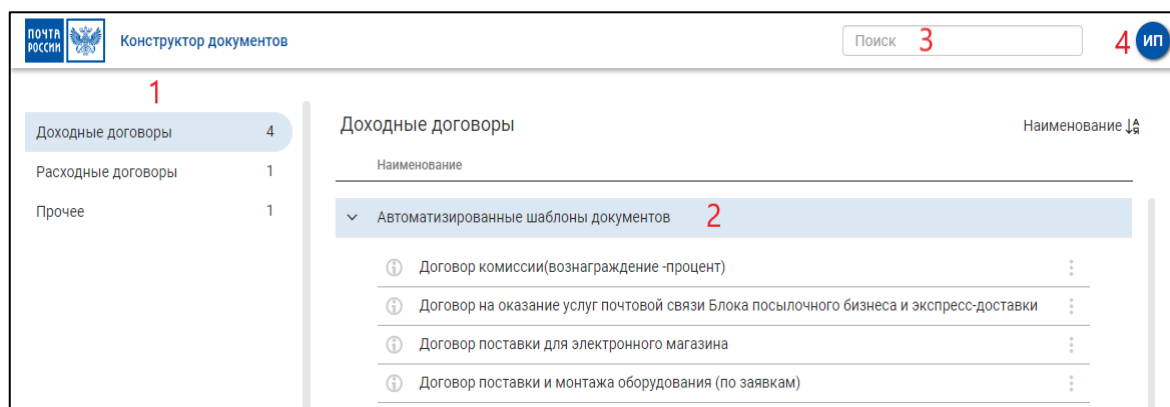 ПОЧТА
РОССИИ
Конструктор документов
Поиск 3
4 ИП
1
Доходные договоры 4
Расходные договоры 1
Прочее 1
Доходные договоры
Наименование
А
Я
Наименование
Автоматизированные шаблоны документов 2
Договор комиссии(вознаграждение -процент)
Договор на оказание услуг почтовой связи Блока посылочного бизнеса и экспресс-доставки
Договор поставки для электронного магазина
Договор поставки и монтажа оборудования (по заявкам)